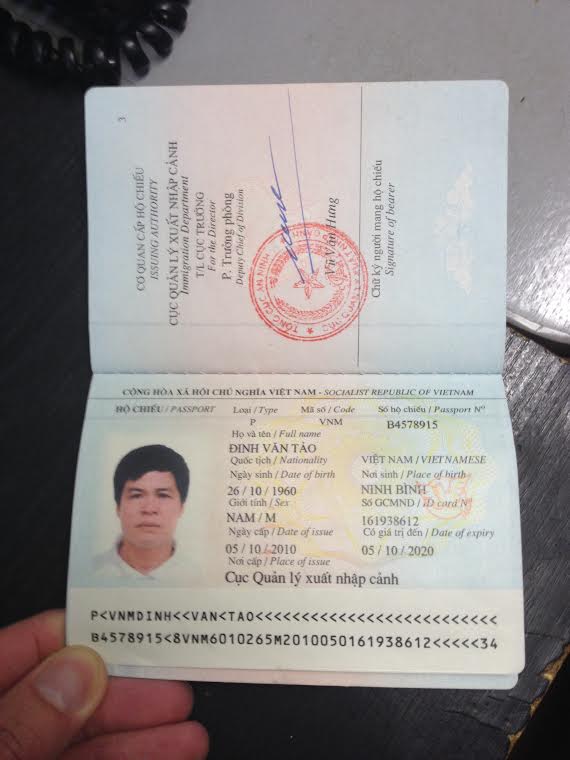 3
CƠ QUAN CẤP HỘ CHIẾU
ISSUING AUTHORITY
CỤC QUẢN LÝ XUẤT NHẬP CẢNH
Immigration Department
T/L CỤC TRƯỞNG
For the Director
P. Trưởng phòng
Deputy Chief of Division
Vũ Văn Hưng
Chữ ký người mang hộ chiếu
Signature of bearer
CỘNG HÒA XÃ HỘI CHỦ NGHĨA VIỆT NAM - SOCIALIST REPUBLIC OF VIETNAM
HỘ CHIẾU / PASSPORT Loại / Type Mã số / Code Số hộ chiếu / Passport Nº
P VNM B4578915
Họ và tên / Full name
ĐINH VĂN TÀO
Quốc tịch / Nationality VIỆT NAM / VIETNAMESE
Ngày sinh / Date of birth Nơi sinh / Place of birth
26 / 10 / 1960 NINH BÌNH
Giới tính / Sex Số GCMND / ID card Nº
NAM / M 161938612
Ngày cấp / Date of issue Có giá trị đến / Date of expiry
05 / 10 / 2010 05 / 10 / 2020
Nơi cấp / Place of issue
Cục Quản lý xuất nhập cảnh
P<VNMDINH<<VAN<TAO<<<<<<<<<<<<<<<<<<<<<<<<<<
B4578915<8VNM6010265M2010050161938612<<<<<34